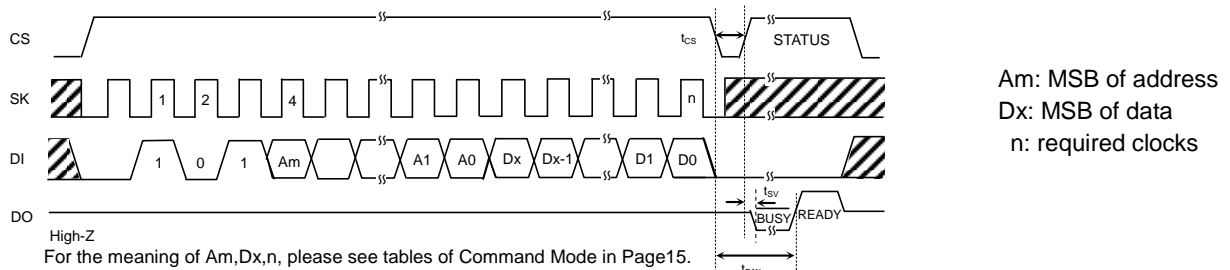 CS
tCS
STATUS
SK
1 2 4 n
DI
1 0 1 Am A1 A0 Dx Dx-1 D1 D0
tSV
DO
BUSY READY
High-Z
For the meaning of Am,Dx,n, please see tables of Command Mode in Page15.
Am: MSB of address
Dx: MSB of data
n: required clocks